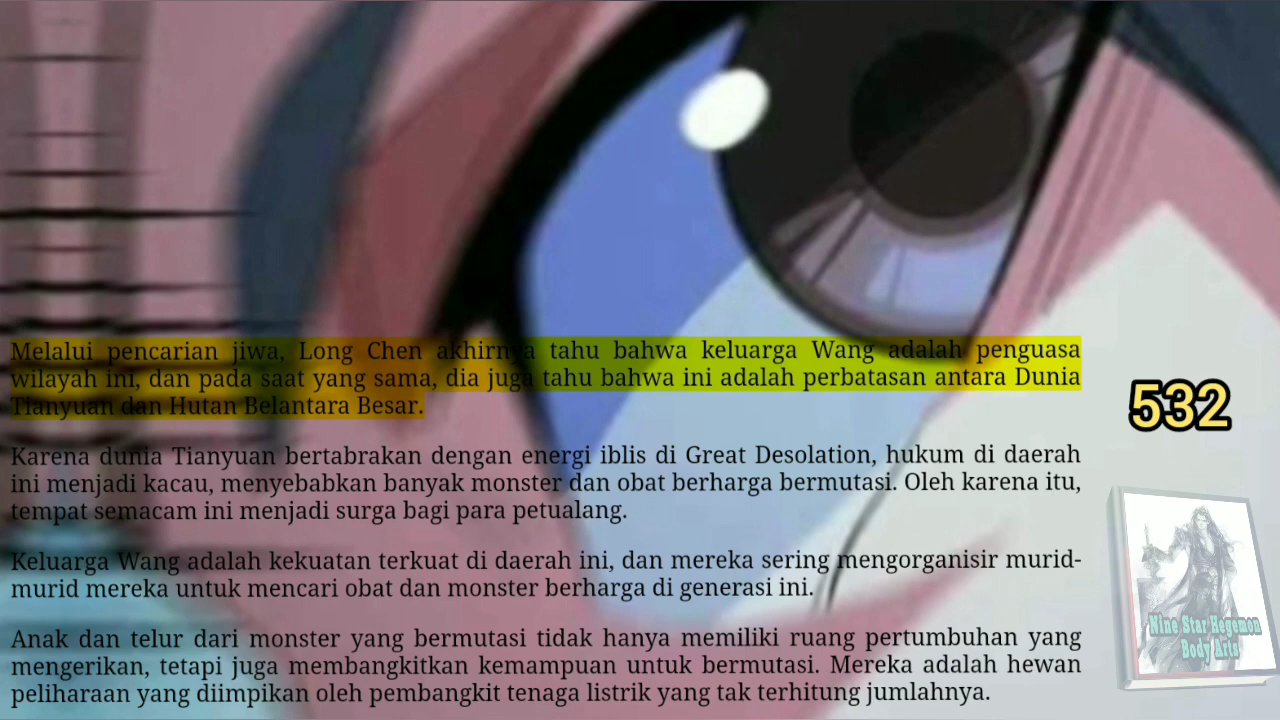 Melalui pencarian jiwa, Long Chen akhirnya tahu bahwa keluarga Wang adalah penguasa
wilayah ini, dan pada saat yang sama, dia juga tahu bahwa ini adalah perbatasan antara Dunia
Tianyuan dan Hutan Belantara Besar.
Karena dunia Tianyuan bertabrakan dengan energi iblis di Great Desolation, hukum di daerah
ini menjadi kacau, menyebabkan banyak monster dan obat berharga bermutasi. Oleh karena itu,
tempat semacam ini menjadi surga bagi para petualang.
Keluarga Wang adalah kekuatan terkuat di daerah ini, dan mereka sering mengorganisir murid-
murid mereka untuk mencari obat dan monster berharga di generasi ini.
Anak dan telur dari monster yang bermutasi tidak hanya memiliki ruang pertumbuhan yang
mengerikan, tetapi juga membangkitkan kemampuan untuk bermutasi. Mereka adalah hewan
peliharaan yang diimpikan oleh pembangkit tenaga listrik yang tak terhitung jumlahnya.
532
Nine Star Hegemon
Body Arts